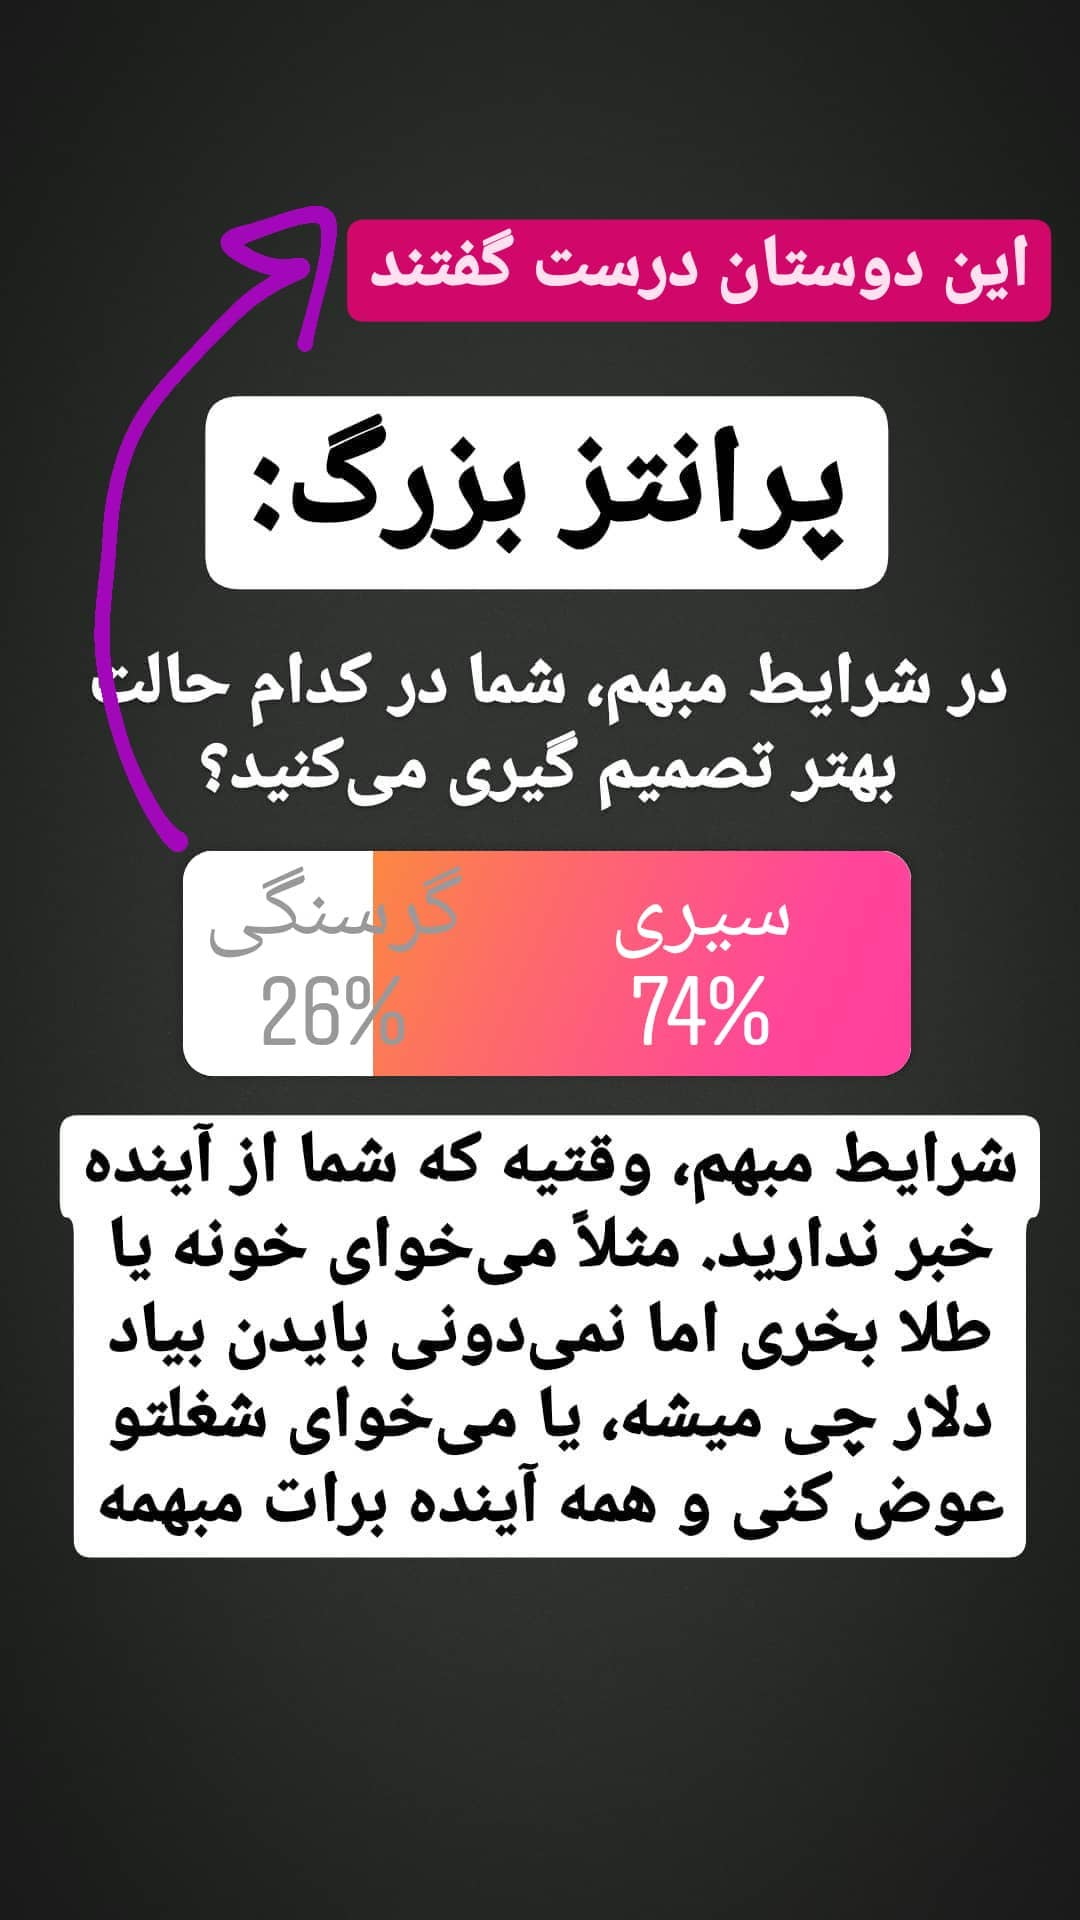 این دوستان درست گفتند
پرانتز بزرگ:
در شرایط مبهم، شما در کدام حالت
بهتر تصمیم گیری می‌کنید؟
سیری گرسنگی
74% 26%
شرایط مبهم، وقتیه که شما از آینده
خبر ندارید. مثلاً می‌خوای خونه یا
طلا بخری اما نمی‌دونی بایدن بیاد
دلار چی میشه، یا می‌خوای شغلتو
عوض کنی و همه آینده برات مبهمه